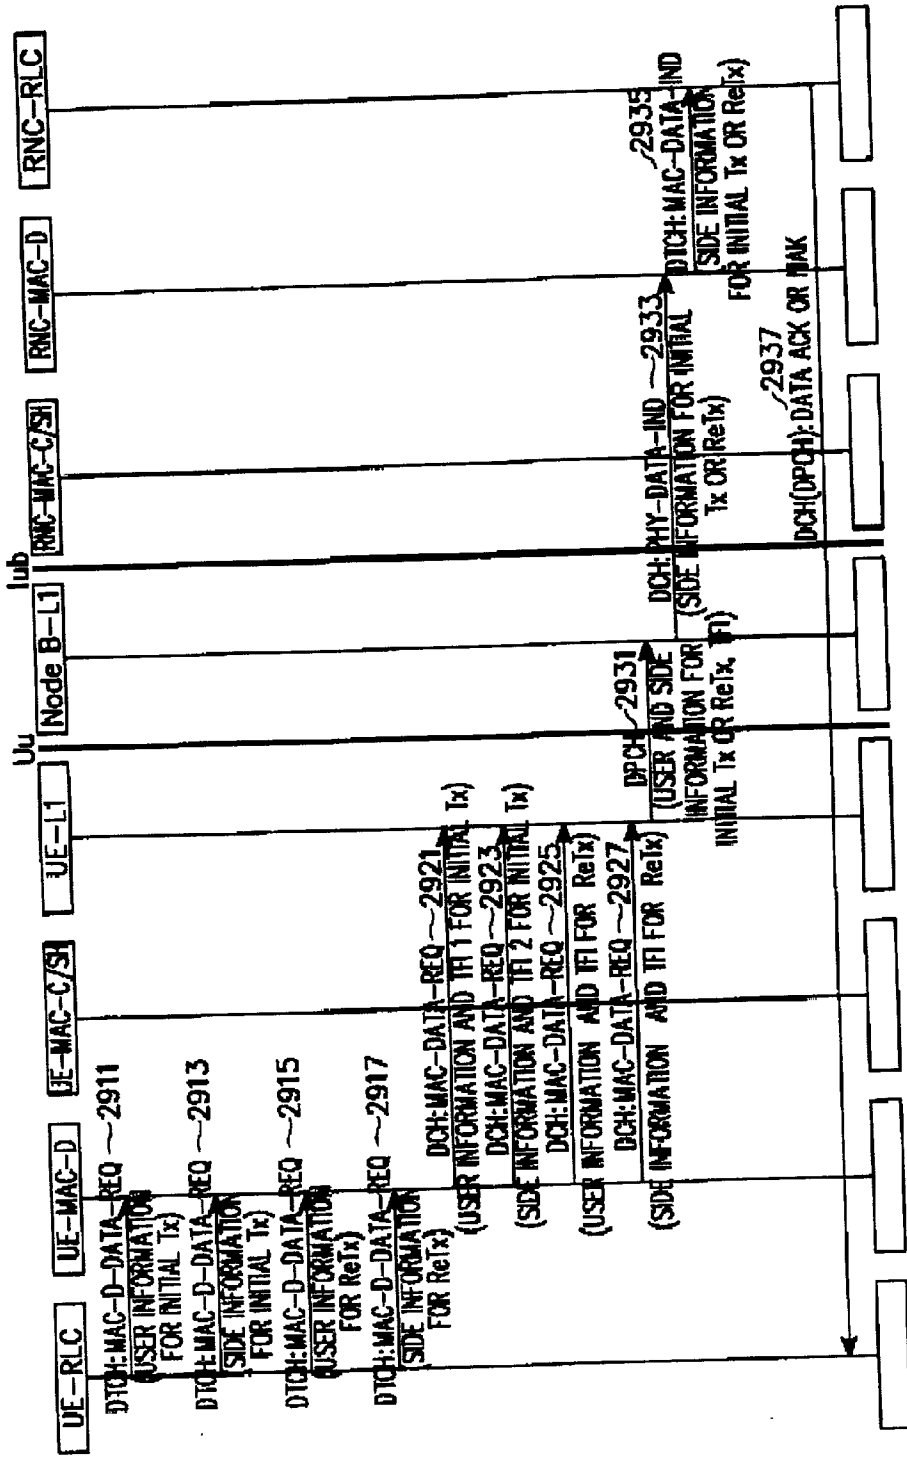 UE-RLC
UE-MAC-D
UE-MAC-C/SH
UE-L1
Uu
Node B-L1
Iub
RNC-MAC-C/SH
RNC-MAC-D
RNC-RLC
DTCH:MAC-D-DATA-REQ ~2911
(USER INFORMATION
FOR INITIAL Tx)
DTCH:MAC-D-DATA-REQ ~2913
(SIDE INFORMATION
FOR INITIAL Tx)
DTCH:MAC-D-DATA-REQ ~2915
(USER INFORMATION
FOR ReTx)
DTCH:MAC-D-DATA-REQ ~2917
(SIDE INFORMATION
FOR ReTx)
DCH:MAC-DATA-REQ ~2921
(USER INFORMATION AND TFI 1 FOR INITIAL Tx)
DCH:MAC-DATA-REQ ~2923
(SIDE INFORMATION AND TFI 2 FOR INITIAL Tx)
DCH:MAC-DATA-REQ ~2925
(USER INFORMATION AND TFI FOR ReTx)
DCH:MAC-DATA-REQ ~2927
(SIDE INFORMATION AND TFI FOR ReTx)
DPCH ~2931
(USER AND SIDE
INFORMATION FOR
INITIAL Tx OR ReTx, TFI)
DCH:PHY-DATA-IND ~2933
(SIDE INFORMATION FOR INITIAL
Tx OR ReTx)
2935
DTCH:MAC-DATA-IND
(SIDE INFORMATION
FOR INITIAL Tx OR ReTx)
2937
DCH(DPCH):DATA ACK OR NAK